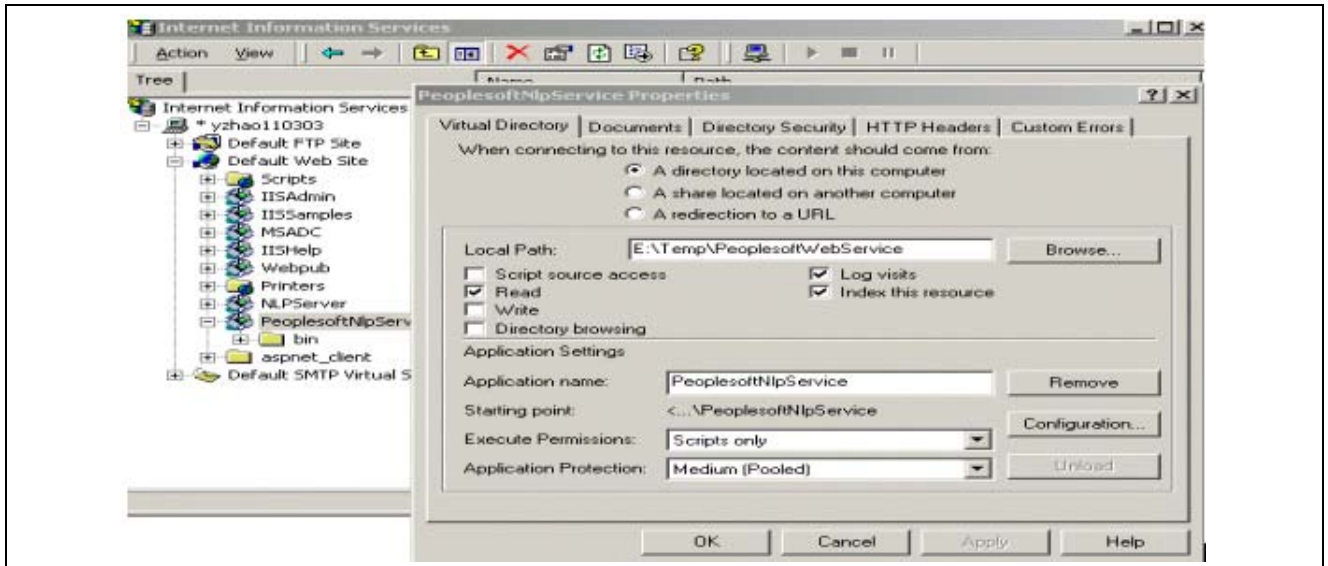 Internet Information Services
Action View
Tree
Name Path
Internet Information Services
* yzhao110303
Default FTP Site
Default Web Site
Scripts
IISAdmin
IISSamples
MSADC
IISHelp
Webpub
Printers
NLPServer
PeoplesoftNlpServ
bin
aspnet_client
Default SMTP Virtual S
PeoplesoftNlpService Properties
Virtual Directory Documents Directory Security HTTP Headers Custom Errors
When connecting to this resource, the content should come from:
A directory located on this computer
A share located on another computer
A redirection to a URL
Local Path: E:\Temp\PeoplesoftWebService Browse...
Script source access Log visits
Read Index this resource
Write
Directory browsing
Application Settings
Application name: PeoplesoftNlpService Remove
Starting point: <...\PeoplesoftNlpService
Configuration...
Execute Permissions: Scripts only
Application Protection: Medium (Pooled) Unload
OK Cancel Apply Help